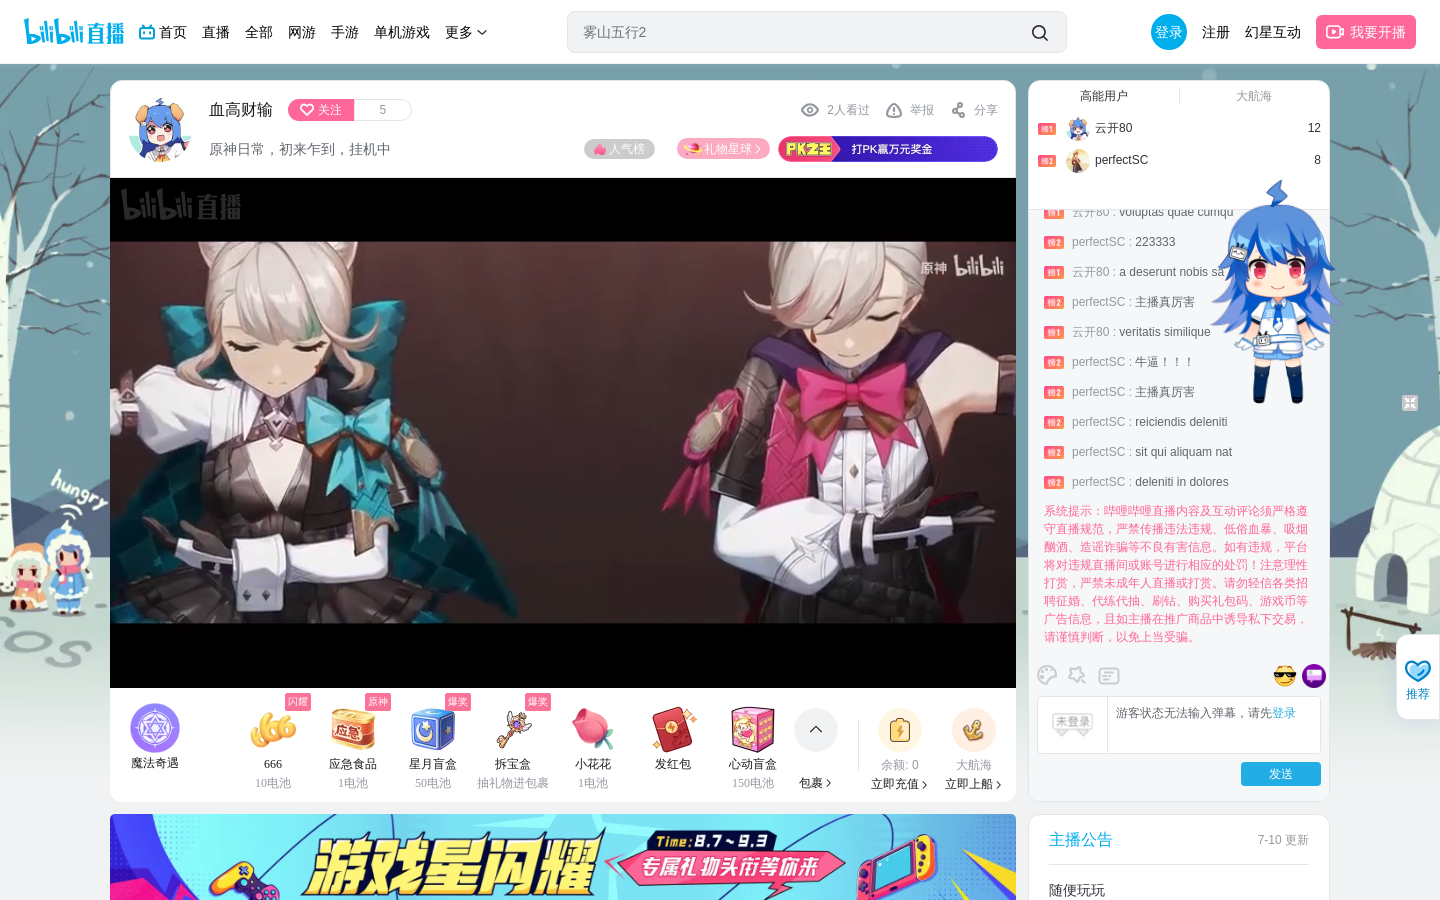 bilibili 直播 首页 直播 全部 网游 手游 单机游戏 更多 雾山五行2 登录 注册 幻星互动 我要开播
血高财输 关注 5 2人看过 举报 分享
原神日常，初来乍到，挂机中 人气榜 礼物星球 PK之王 打PK赢万元奖金
bilibili 直播
原神 bilibili
高能用户 大航海
榜1 云开80 12
榜2 perfectSC 8
榜1 云开80 : voluptas quae cumqu
榜2 perfectSC : 223333
榜1 云开80 : a deserunt nobis sa
榜2 perfectSC : 主播真厉害
榜1 云开80 : veritatis similique
榜2 perfectSC : 牛逼！！！
榜2 perfectSC : 主播真厉害
榜2 perfectSC : reiciendis deleniti
榜2 perfectSC : sit qui aliquam nat
榜2 perfectSC : deleniti in dolores
系统提示：哔哩哔哩直播内容及互动评论须严格遵
守直播规范，严禁传播违法违规、低俗血暴、吸烟
酗酒、造谣诈骗等不良有害信息。如有违规，平台
将对违规直播间或账号进行相应的处罚！注意理性
打赏，严禁未成年人直播或打赏。请勿轻信各类招
聘征婚、代练代抽、刷钻、购买礼包码、游戏币等
广告信息，且如主播在推广商品中诱导私下交易，
请谨慎判断，以免上当受骗。
未登录 游客状态无法输入弹幕，请先登录
发送
hungry
SOS
推荐
闪耀 原神 爆奖 爆奖
应急
魔法奇遇 666 应急食品 星月盲盒 拆宝盒 小花花 发红包 心动盲盒 余额: 0 大航海
10电池 1电池 50电池 抽礼物进包裹 1电池 150电池 包裹 立即充值 立即上船
游戏星闪耀 Time:8.7~9.3
专属礼物头衔等你来
主播公告 7-10 更新
随便玩玩